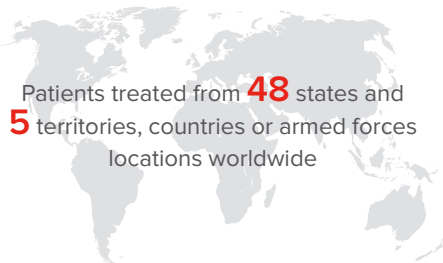 Patients treated from 48 states and
5 territories, countries or armed forces
locations worldwide